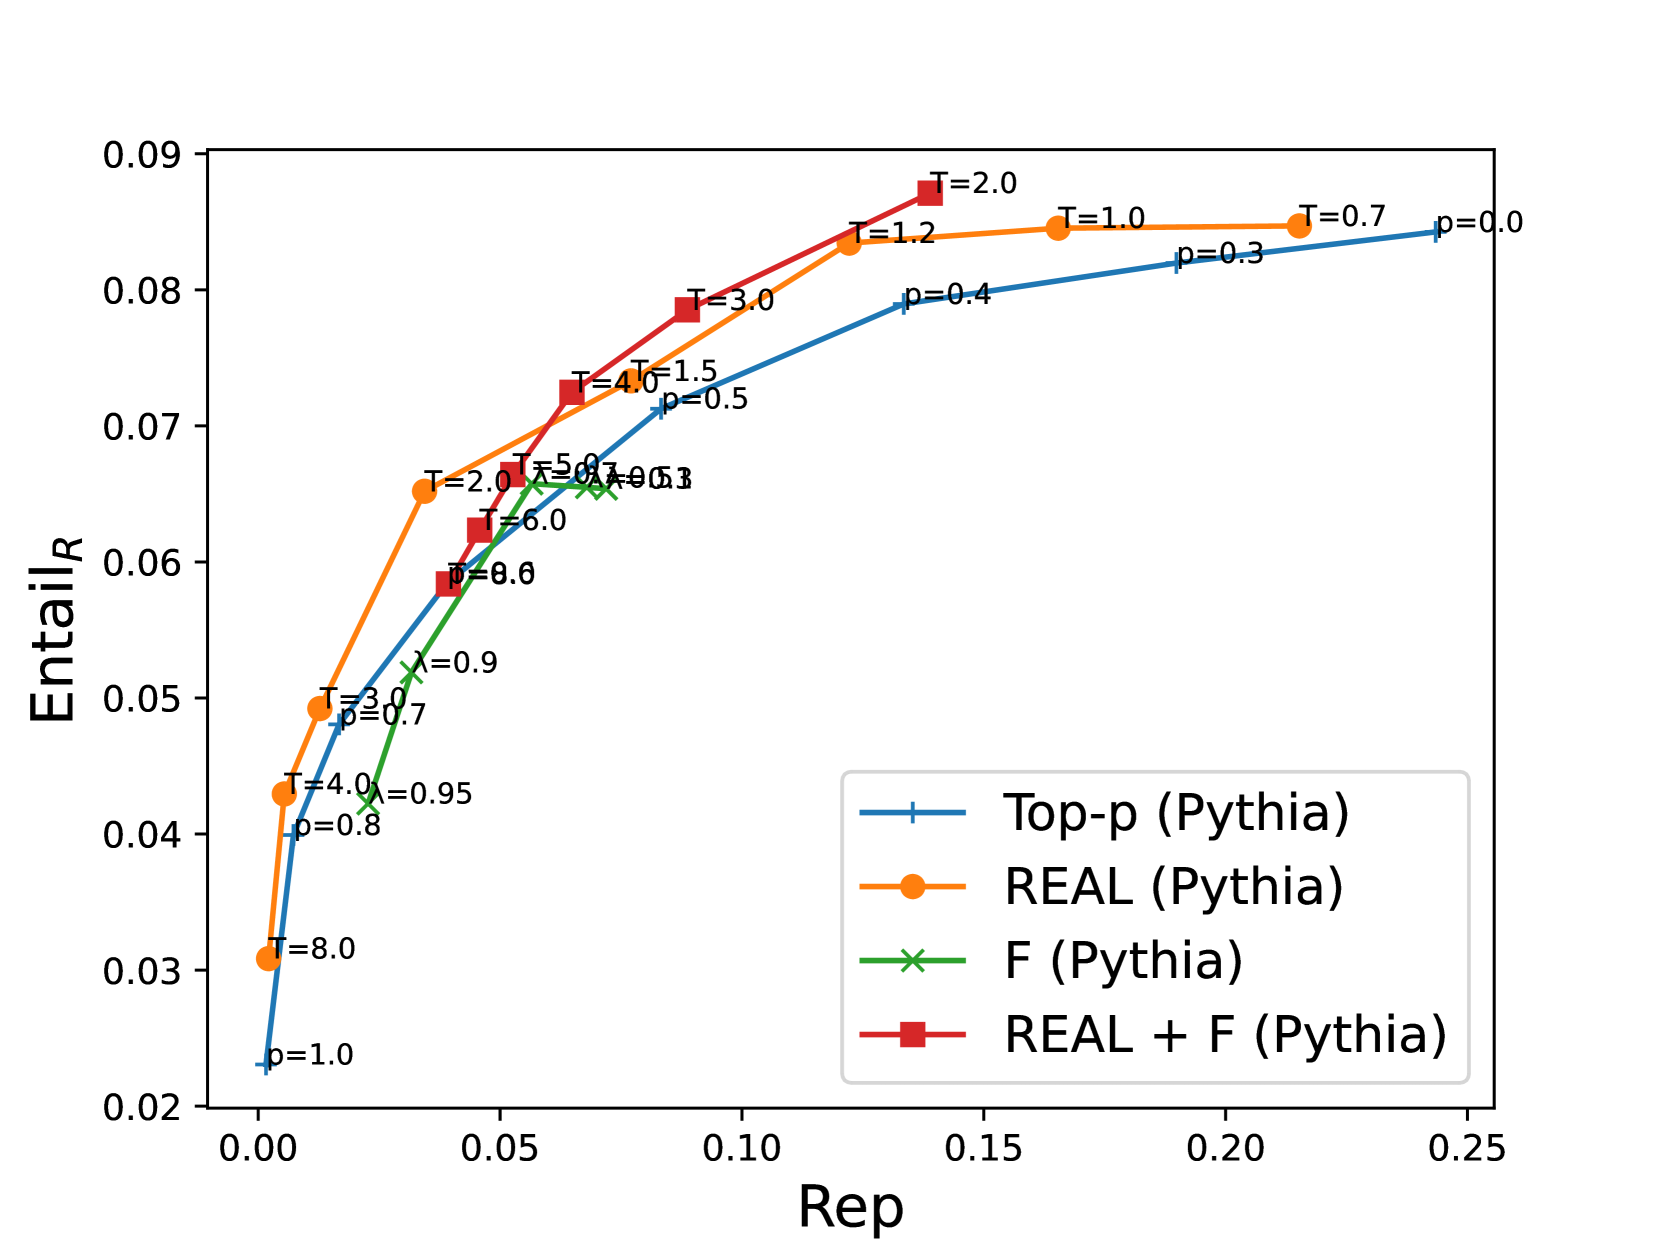 0.09
0.08
0.07
0.06
0.05
0.04
0.03
0.02
Entail_R
T=2.0
T=1.2
T=1.0
T=0.7
p=0.0
p=0.3
p=0.4
T=3.0
T=1.5
T=4.0
p=0.5
T=5.0
T=2.0
T=6.0
λ=0.9
T=3.0
p=0.7
T=4.0
λ=0.95
p=0.8
T=8.0
p=1.0
Top-p (Pythia)
REAL (Pythia)
F (Pythia)
REAL + F (Pythia)
0.00 0.05 0.10 0.15 0.20 0.25
Rep